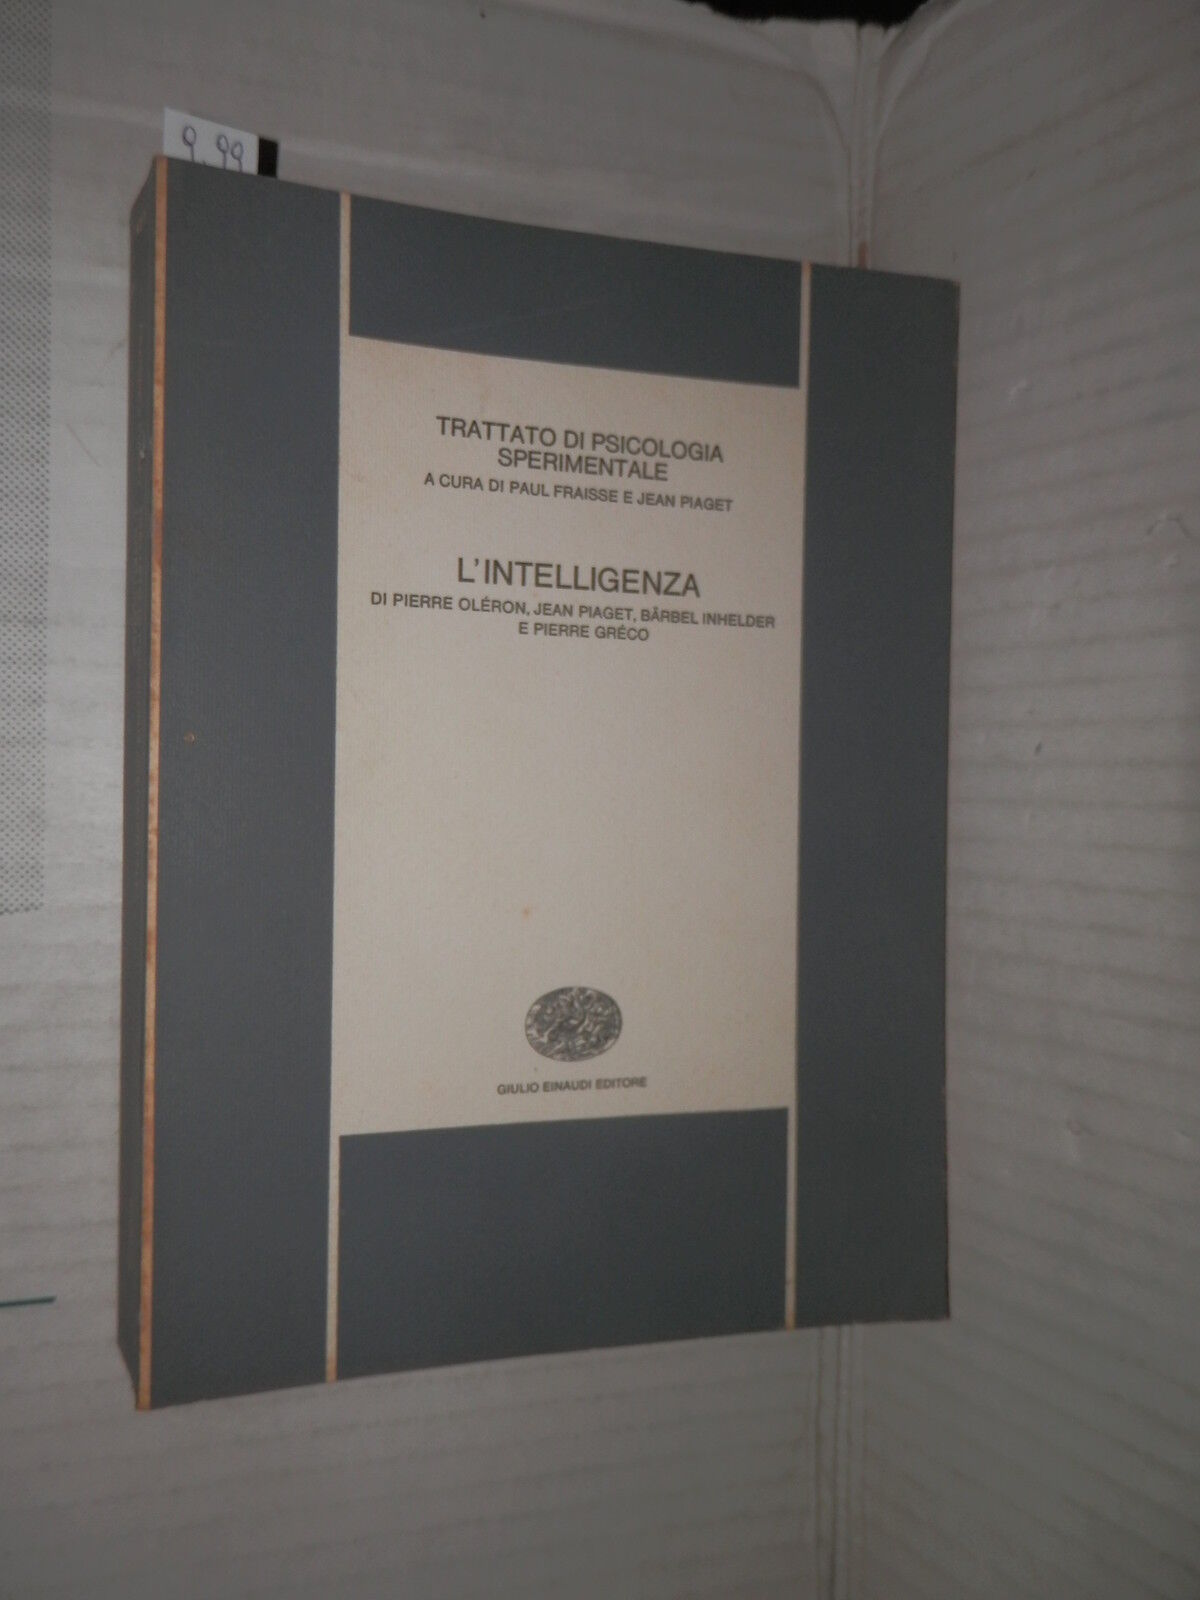 9.99
TRATTATO DI PSICOLOGIA
SPERIMENTALE
A CURA DI PAUL FRAISSE E JEAN PIAGET
L'INTELLIGENZA
DI PIERRE OLÉRON, JEAN PIAGET, BÄRBEL INHELDER
E PIERRE GRÉCO
GIULIO EINAUDI EDITORE